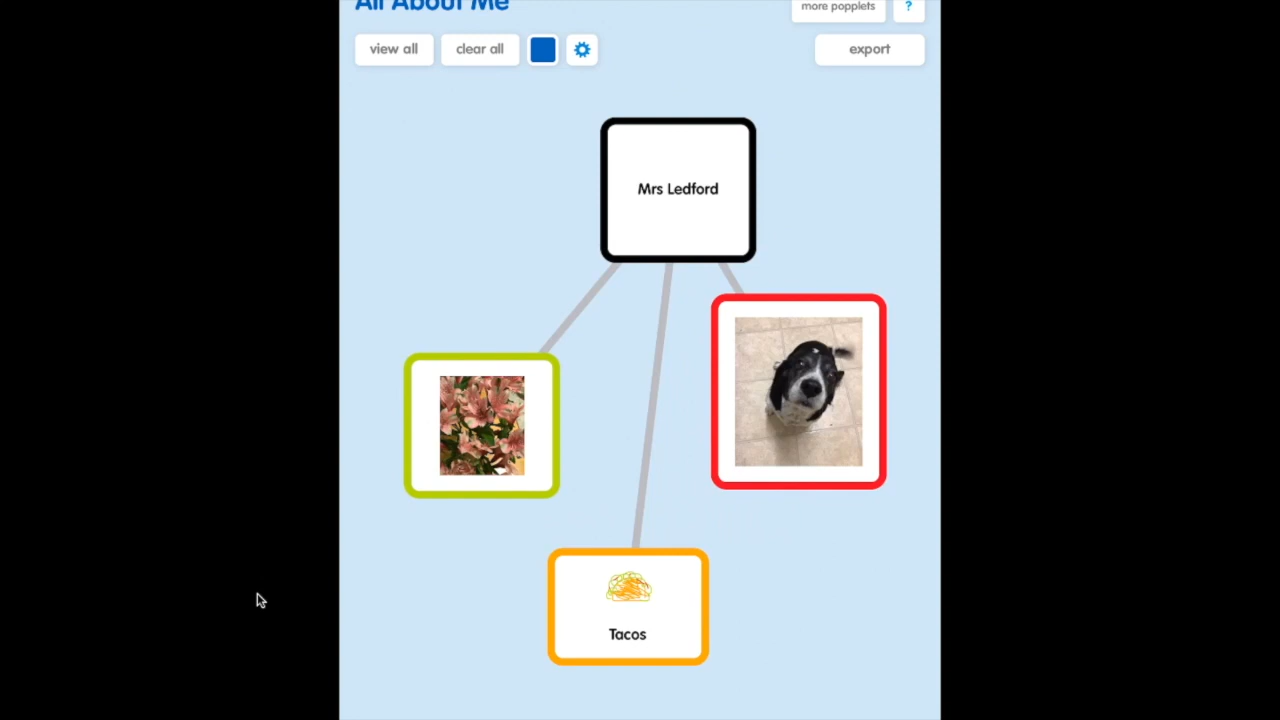 All About Me
more popplets
?
view all
clear all
export
Mrs Ledford
Tacos